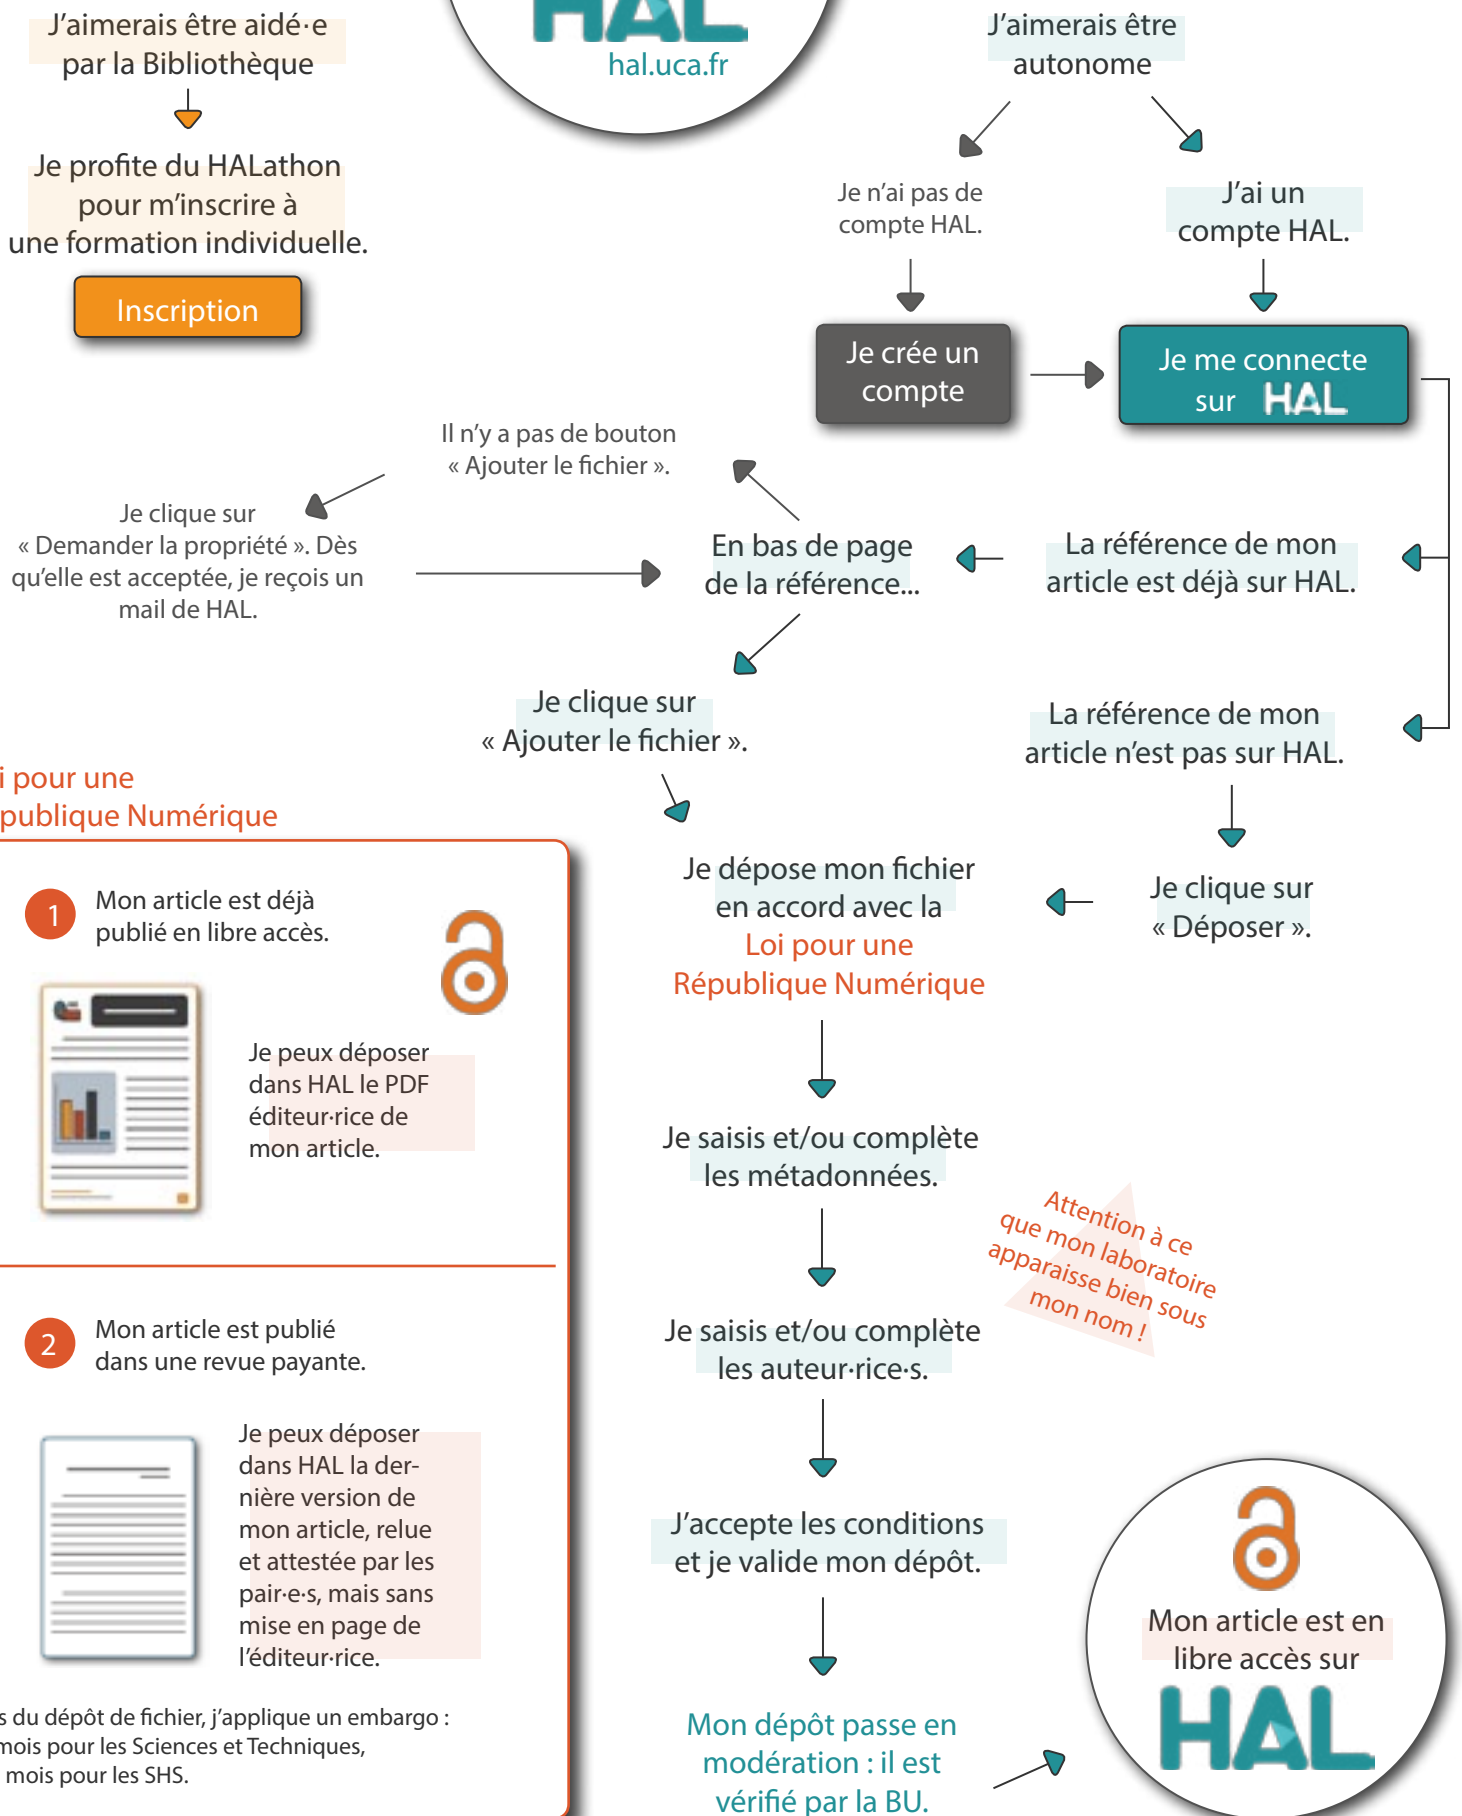 HAL
hal.uca.fr
J'aimerais être aidé·e
par la Bibliothèque
Je profite du HALathon
pour m'inscrire à
une formation individuelle.
Inscription
J'aimerais être
autonome
Je n'ai pas de
compte HAL.
J'ai un
compte HAL.
Je crée un
compte
Je me connecte
sur HAL
Il n'y a pas de bouton
« Ajouter le fichier ».
Je clique sur
« Demander la propriété ». Dès
qu'elle est acceptée, je reçois un
mail de HAL.
En bas de page
de la référence...
La référence de mon
article est déjà sur HAL.
Je clique sur
« Ajouter le fichier ».
La référence de mon
article n'est pas sur HAL.
Je clique sur
« Déposer ».
Je dépose mon fichier
en accord avec la
Loi pour une
République Numérique
Je saisis et/ou complète
les métadonnées.
Attention à ce
que mon laboratoire
apparaisse bien sous
mon nom !
Je saisis et/ou complète
les auteur·rice·s.
J'accepte les conditions
et je valide mon dépôt.
Mon dépôt passe en
modération : il est
vérifié par la BU.
Mon article est en
libre accès sur
HAL
i pour une
publique Numérique
1
Mon article est déjà
publié en libre accès.
Je peux déposer
dans HAL le PDF
éditeur·rice de
mon article.
2
Mon article est publié
dans une revue payante.
Je peux déposer
dans HAL la der-
nière version de
mon article, relue
et attestée par les
pair·e·s, mais sans
mise en page de
l'éditeur·rice.
s du dépôt de fichier, j'applique un embargo :
mois pour les Sciences et Techniques,
mois pour les SHS.